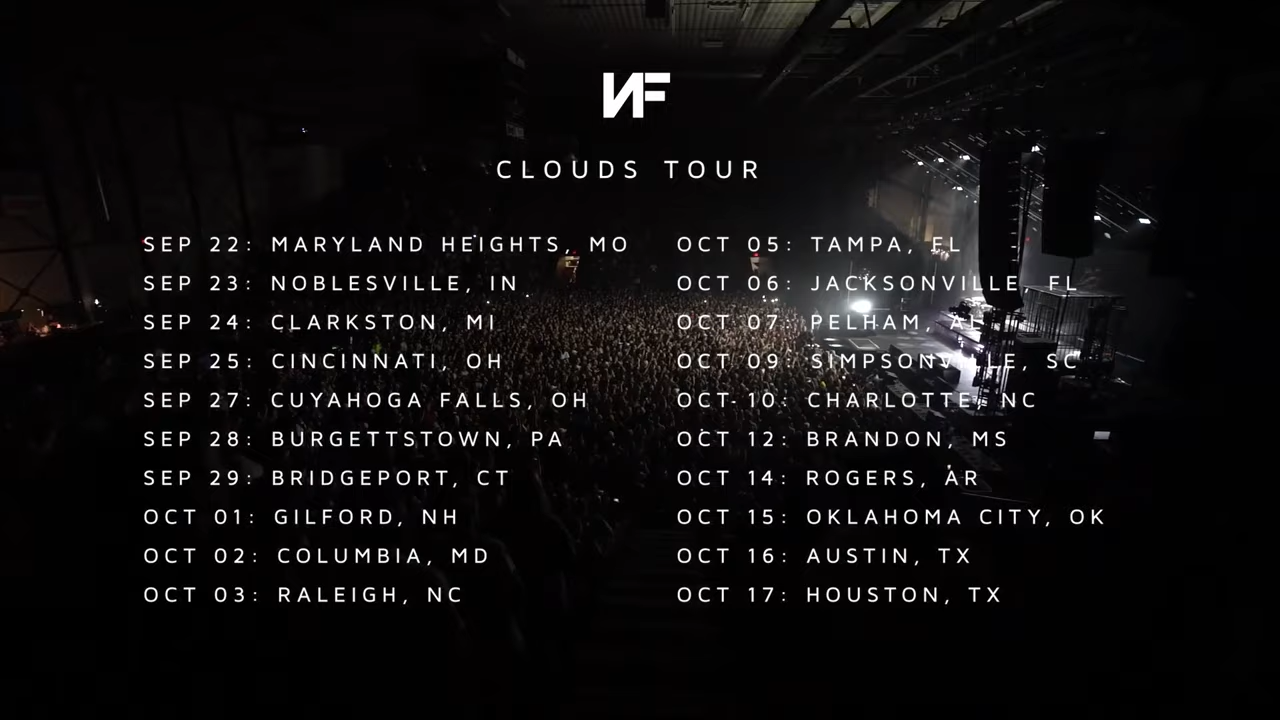 NF
CLOUDS TOUR
SEP 22: MARYLAND HEIGHTS, MO
SEP 23: NOBLESVILLE, IN
SEP 24: CLARKSTON, MI
SEP 25: CINCINNATI, OH
SEP 27: CUYAHOGA FALLS, OH
SEP 28: BURGETTSTOWN, PA
SEP 29: BRIDGEPORT, CT
OCT 01: GILFORD, NH
OCT 02: COLUMBIA, MD
OCT 03: RALEIGH, NC
OCT 05: TAMPA, FL
OCT 06: JACKSONVILLE, FL
OCT 07: PELHAM, AL
OCT 09: SIMPSONVILLE, SC
OCT 10: CHARLOTTE, NC
OCT 12: BRANDON, MS
OCT 14: ROGERS, AR
OCT 15: OKLAHOMA CITY, OK
OCT 16: AUSTIN, TX
OCT 17: HOUSTON, TX